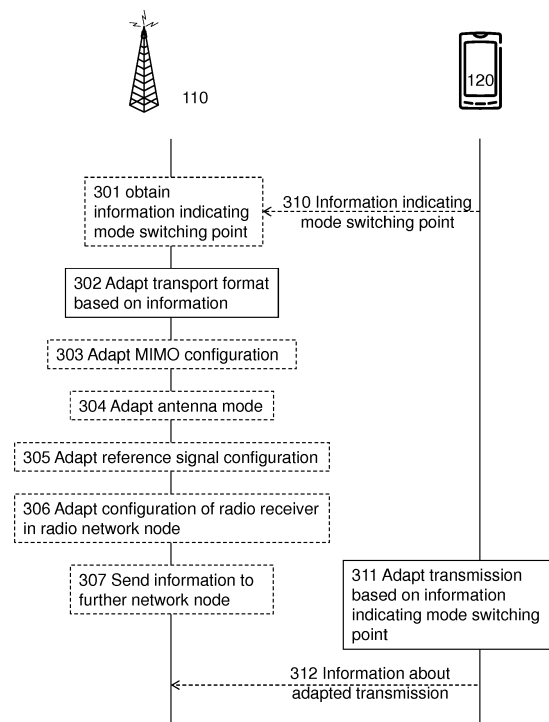 110
120
301 obtain
information indicating
mode switching point
310 Information indicating
mode switching point
302 Adapt transport format
based on information
303 Adapt MIMO configuration
304 Adapt antenna mode
305 Adapt reference signal configuration
306 Adapt configuration of radio receiver
in radio network node
307 Send information to
further network node
311 Adapt transmission
based on information
indicating mode switching
point
312 Information about
adapted transmission